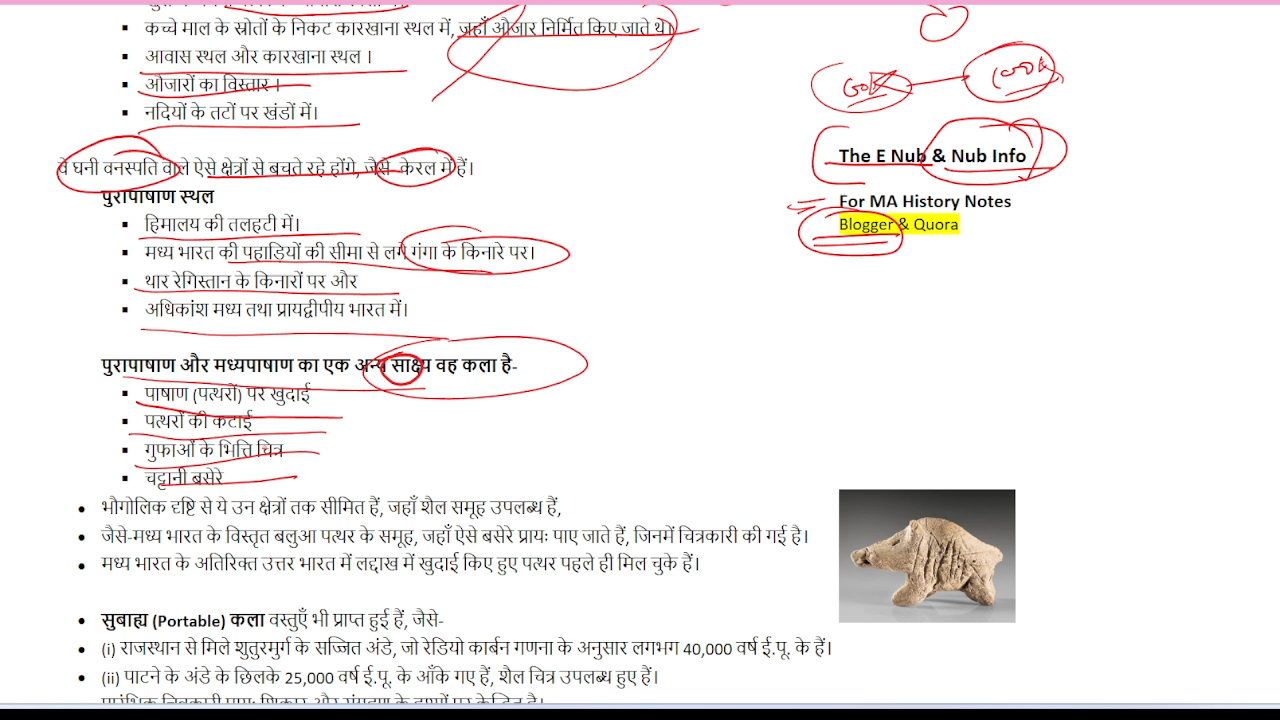 कच्चे माल के स्रोतों के निकट कारखाना स्थल में, जहाँ औजार निर्मित किए जाते थे।
आवास स्थल और कारखाना स्थल ।
ओजारों का विस्तार ।
नदियों के तटों पर खंडों में।
वे घनी वनस्पति वाले ऐसे क्षेत्रों से बचते रहे होंगे, जैसे केरल में हैं।
पुरापाषाण स्थल
हिमालय की तलहटी में।
मध्य भारत की पहाडियों की सीमा से लगे गंगा के किनारे पर।
थार रेगिस्तान के किनारों पर और
अधिकांश मध्य तथा प्रायद्वीपीय भारत में।
पुरापाषाण और मध्यपाषाण का एक अन्य साक्ष्य वह कला है-
पाषाण (पत्थरों) पर खुदाई
पत्थरों की कटाई
गुफाओं के भित्ति चित्र
चट्टानी बसेरे
भौगोलिक दृष्टि से ये उन क्षेत्रों तक सीमित हैं, जहाँ शैल समूह उपलब्ध हैं,
जैसे-मध्य भारत के विस्तृत बलुआ पत्थर के समूह, जहाँ ऐसे बसेरे प्रायः पाए जाते हैं, जिनमें चित्रकारी की गई है।
मध्य भारत के अतिरिक्त उत्तर भारत में लद्दाख में खुदाई किए हुए पत्थर पहले ही मिल चुके हैं।
सुबाह्य (Portable) कला वस्तुएँ भी प्राप्त हुई हैं, जैसे-
(i) राजस्थान से मिले शुतुरमुर्ग के सज्जित अंडे, जो रेडियो कार्बन गणना के अनुसार लगभग 40,000 वर्ष ई.पू. के हैं।
(ii) पाटने के अंडे के छिलके 25,000 वर्ष ई.पू. के आँके गए हैं, शैल चित्र उपलब्ध हुए हैं।
The E Nub & Nub Info
For MA History Notes
Blogger & Quora